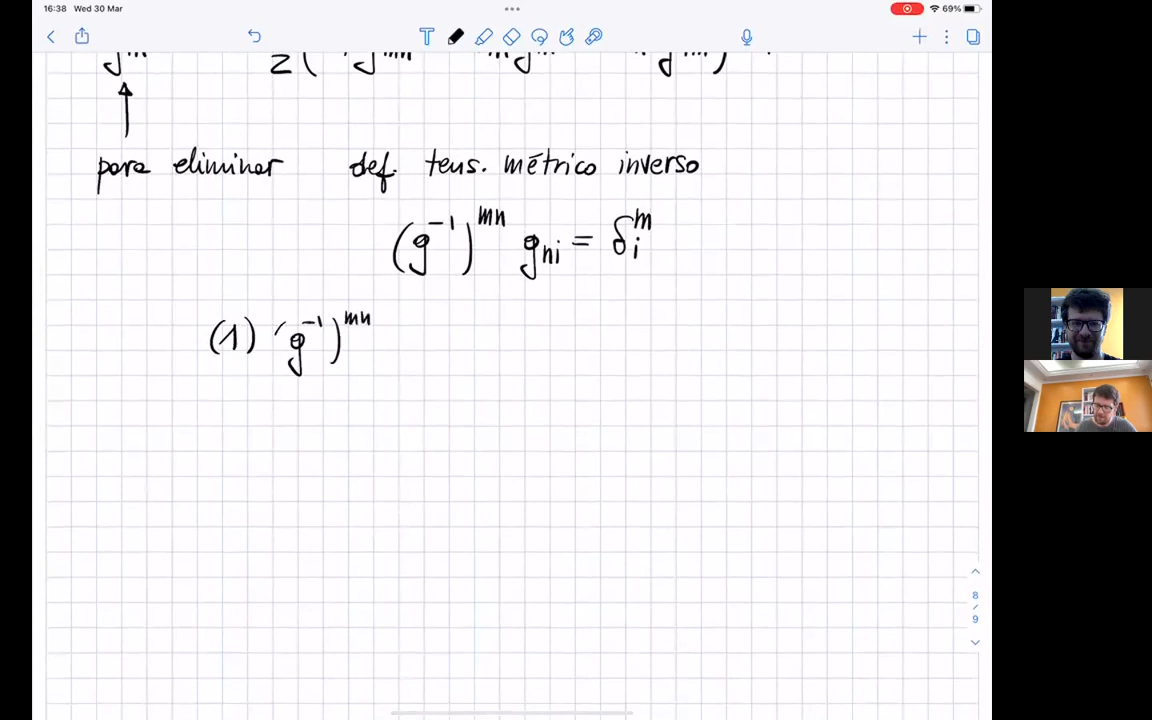 16:38 Wed 30 Mar
69%
para eliminar def. tens. métrico inverso
(g⁻¹)ᵐⁿ gₙᵢ = δᵐᵢ
(1) (g⁻¹)ᵐⁿ
8
/
9